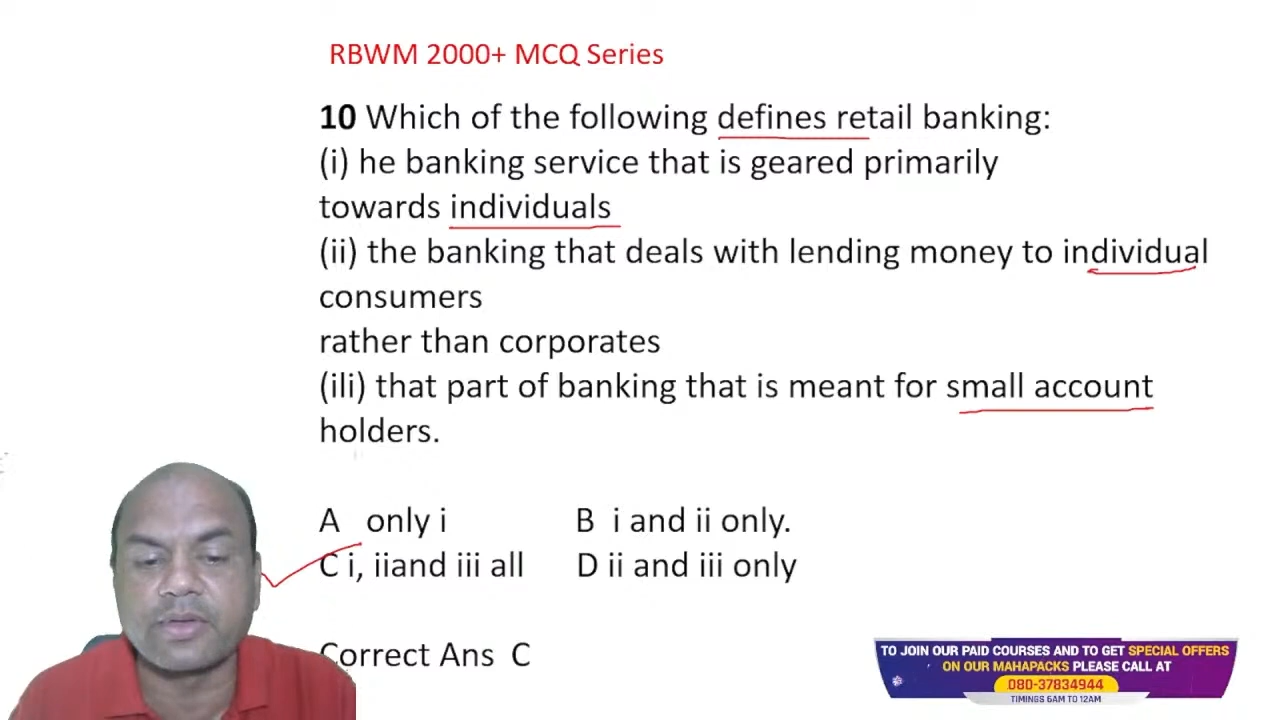 RBWM 2000+ MCQ Series
10 Which of the following defines retail banking:
(i) he banking service that is geared primarily
towards individuals
(ii) the banking that deals with lending money to individual
consumers
rather than corporates
(ili) that part of banking that is meant for small account
holders.
A only i B i and ii only.
C i, iiand iii all D ii and iii only
Correct Ans C
TO JOIN OUR PAID COURSES AND TO GET SPECIAL OFFERS
ON OUR MAHAPACKS PLEASE CALL AT
080-37834944
TIMINGS 6AM TO 12AM